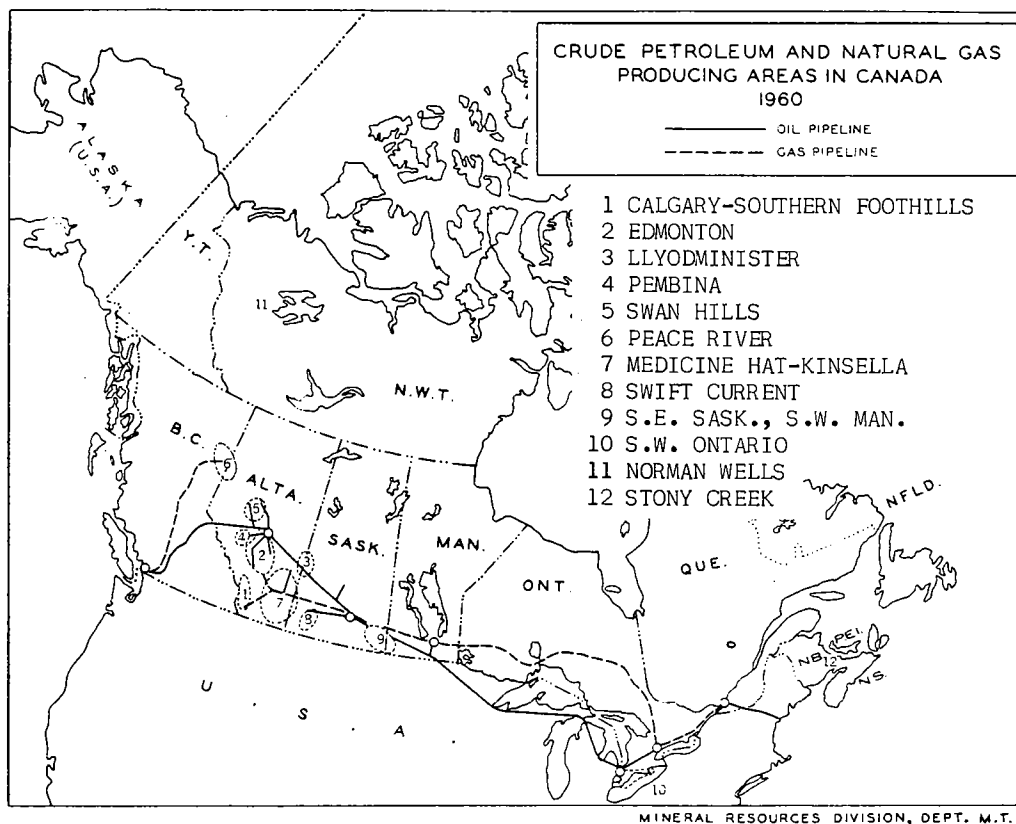 CRUDE PETROLEUM AND NATURAL GAS
PRODUCING AREAS IN CANADA
1960
OIL PIPELINE
GAS PIPELINE
1 CALGARY-SOUTHERN FOOTHILLS
2 EDMONTON
3 LLYODMINISTER
4 PEMBINA
5 SWAN HILLS
6 PEACE RIVER
7 MEDICINE HAT-KINSELLA
8 SWIFT CURRENT
9 S.E. SASK., S.W. MAN.
10 S.W. ONTARIO
11 NORMAN WELLS
12 STONY CREEK
ALASKA
(U.S.A.)
Y.T.
11
N.W.T.
B.C.
6
ALTA.
SASK.
MAN.
ONT.
QUE.
NFLD.
5
4
2
3
1
7
8
9
P.E.I.
N.B.
12
N.S.
U. S. A.
10
MINERAL RESOURCES DIVISION, DEPT. M.T.